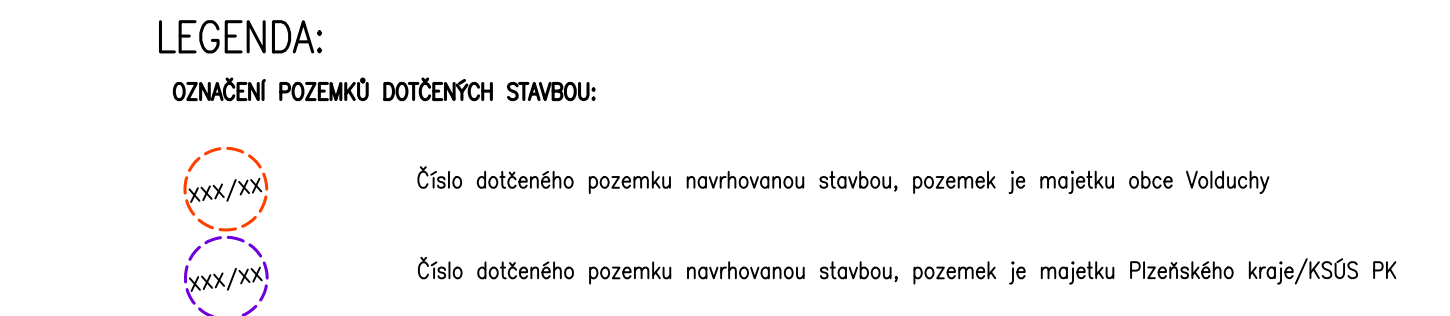 LEGENDA:
OZNAČENÍ POZEMKŮ DOTČENÝCH STAVBOU:
XXX/XX Číslo dotčeného pozemku navrhovanou stavbou, pozemek je majetku obce Volduchy
XXX/XX Číslo dotčeného pozemku navrhovanou stavbou, pozemek je majetku Plzeňského kraje/KSÚS PK